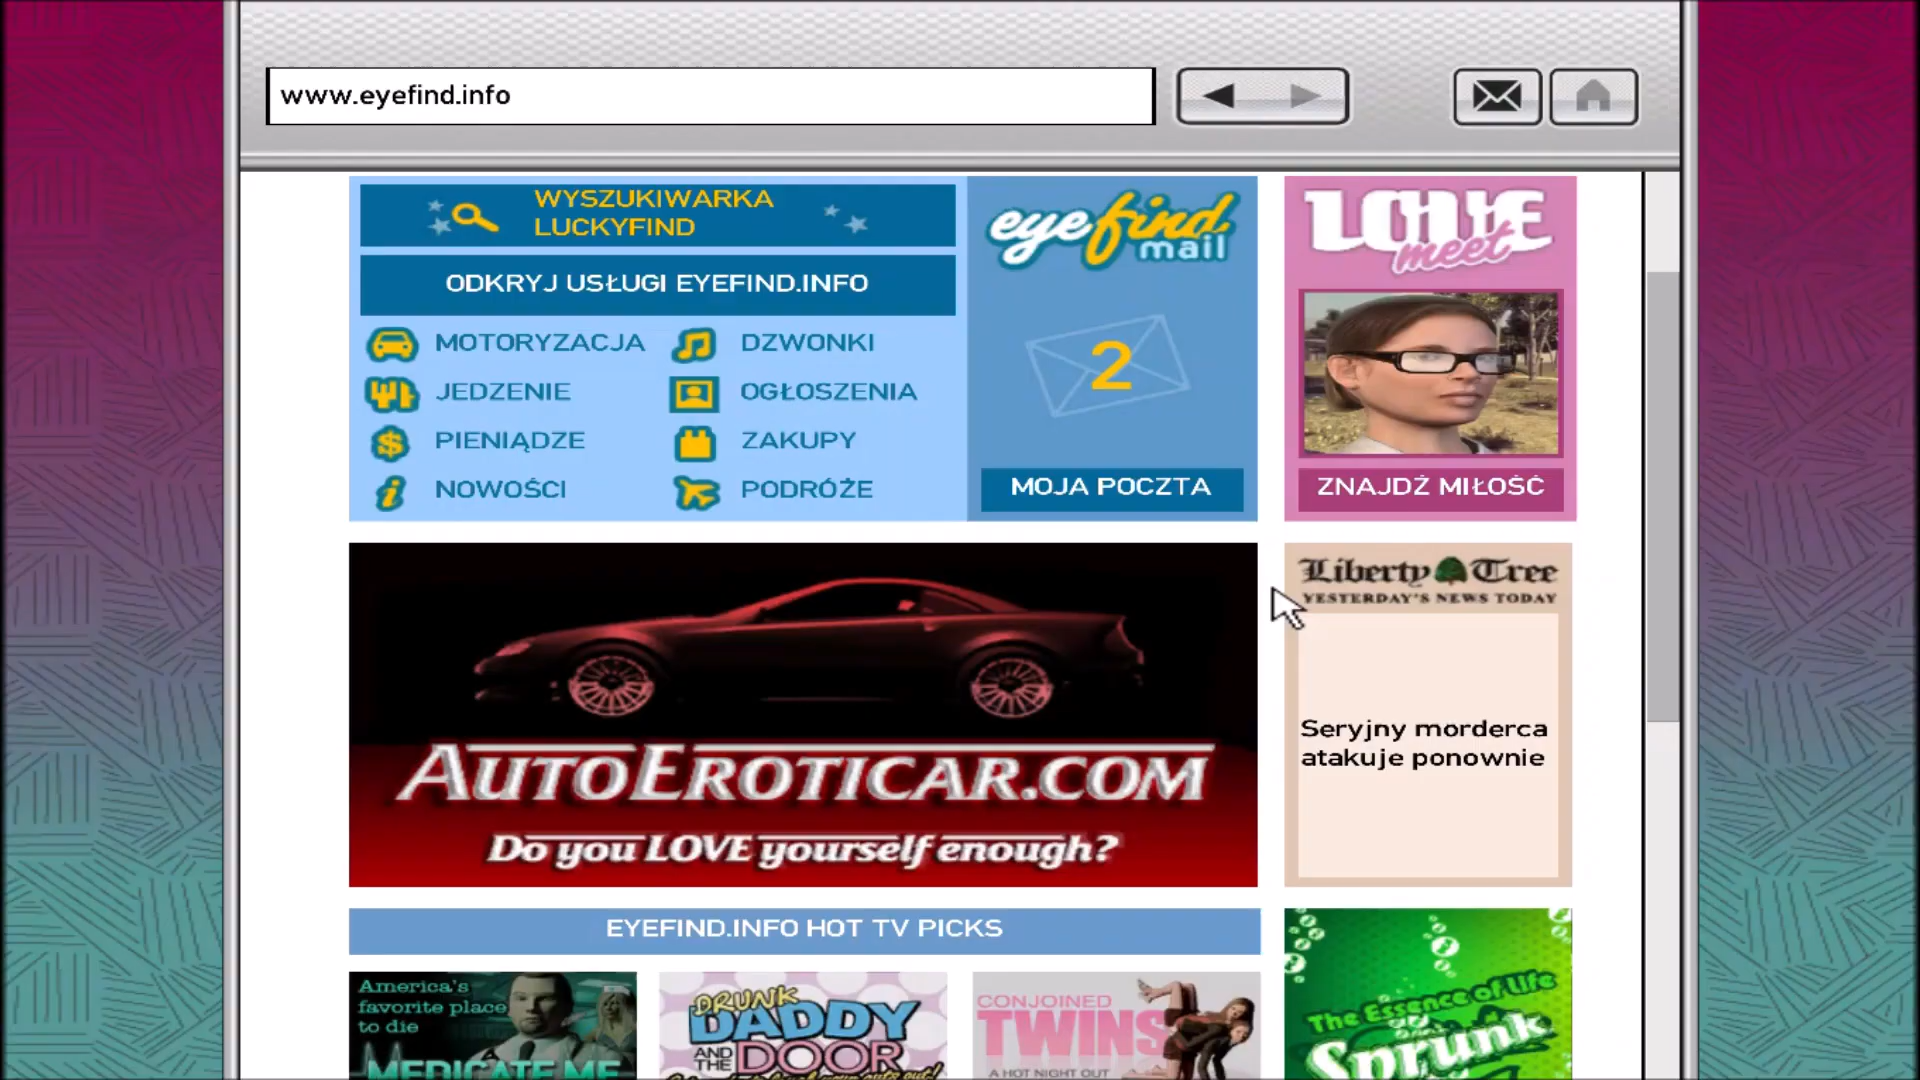 www.eyefind.info
WYSZUKIWARKA
LUCKYFIND
ODKRYJ USŁUGI EYEFIND.INFO
MOTORYZACJA
DZWONKI
JEDZENIE
OGŁOSZENIA
PIENIĄDZE
ZAKUPY
NOWOŚCI
PODRÓŻE
eyefind
mail
2
MOJA POCZTA
LOVE
meet
ZNAJDŹ MIŁOŚĆ
AUTOEROTICAR.COM
Do you LOVE yourself enough?
Liberty Tree
YESTERDAY'S NEWS TODAY
Seryjny morderca
atakuje ponownie
EYEFIND.INFO HOT TV PICKS
America's
favorite place
to die
MEDICATE ME
DRUNK
DADDY
AND THE
DOOR
CONJOINED
TWINS
A HOT NIGHT OUT
The Essence of Life
Sprunk